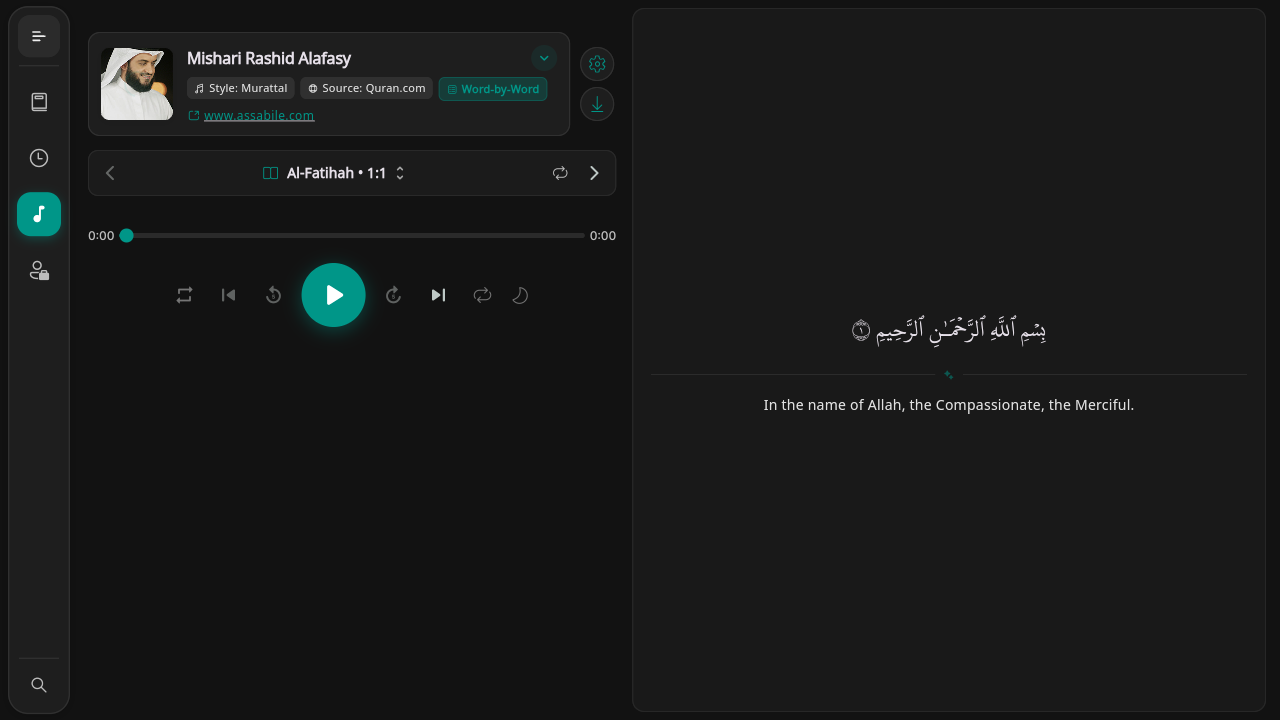 Mishari Rashid Alafasy
Style: Murattal
Source: Quran.com
Word-by-Word
www.assabile.com
Al-Fatihah • 1:1
0:00
0:00
بِسْمِ ٱللَّهِ ٱلرَّحْمَـٰنِ ٱلرَّحِيمِ ١
In the name of Allah, the Compassionate, the Merciful.